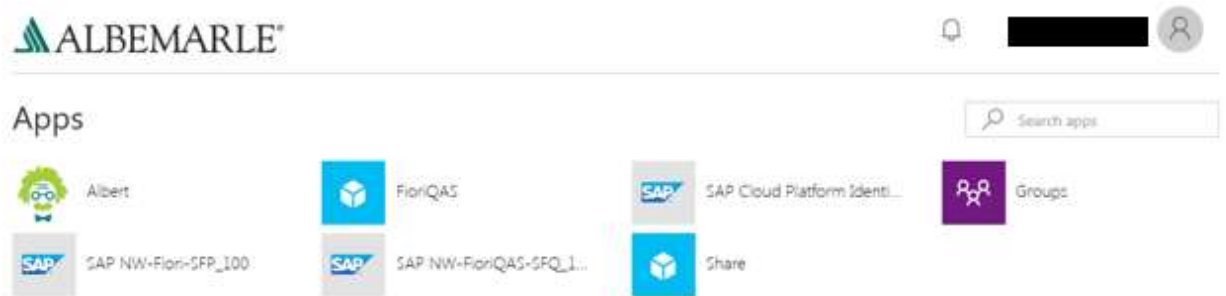 ALBEMARLE®
Apps
Search apps
Albert
FioriQAS
SAP
SAP Cloud Platform Identi...
Groups
SAP
SAP NW-Fiori-SFP_100
SAP
SAP NW-FioriQAS-SFQ_1...
Share